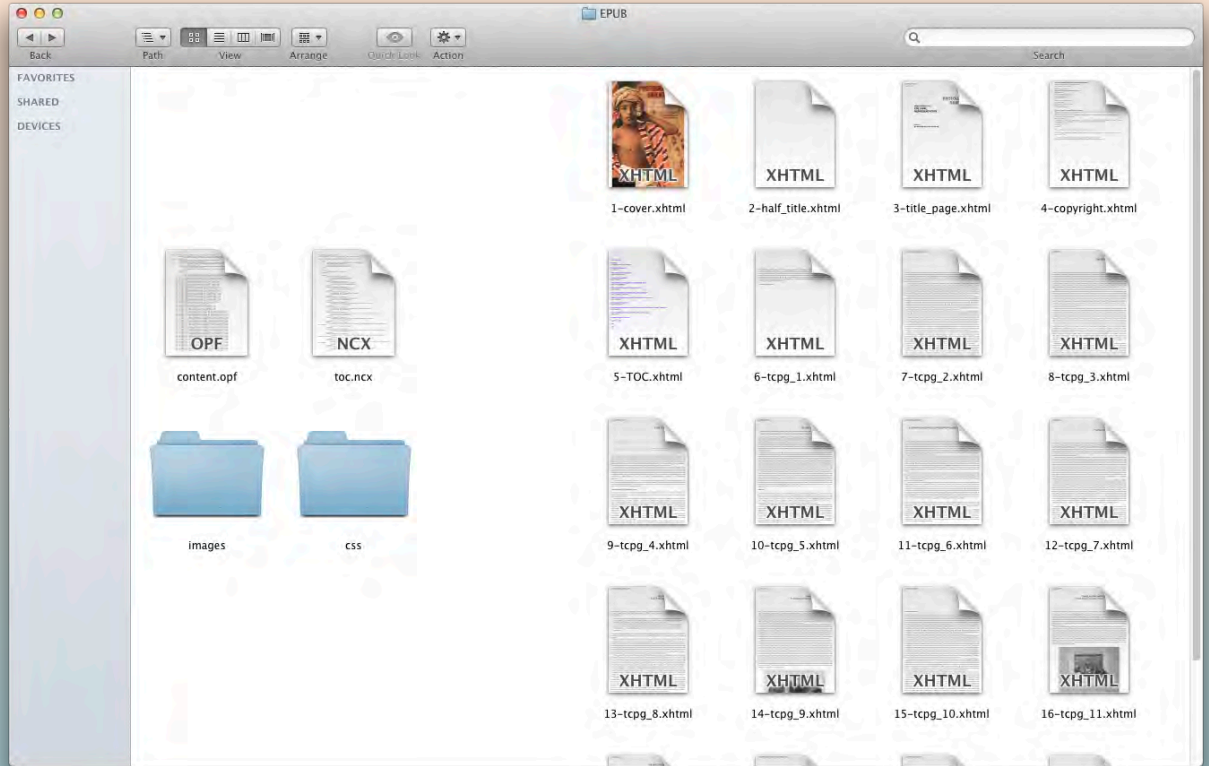 EPUB
Back
Path
View
Arrange
Quick Look
Action
Search
FAVORITES
SHARED
DEVICES
XHTML XHTML XHTML XHTML
1-cover.xhtml 2-half_title.xhtml 3-title_page.xhtml 4-copyright.xhtml
OPF NCX XHTML XHTML XHTML XHTML
content.opf toc.ncx 5-TOC.xhtml 6-tcpg_1.xhtml 7-tcpg_2.xhtml 8-tcpg_3.xhtml
XHTML XHTML XHTML XHTML
images css 9-tcpg_4.xhtml 10-tcpg_5.xhtml 11-tcpg_6.xhtml 12-tcpg_7.xhtml
XHTML XHTML XHTML XHTML
13-tcpg_8.xhtml 14-tcpg_9.xhtml 15-tcpg_10.xhtml 16-tcpg_11.xhtml